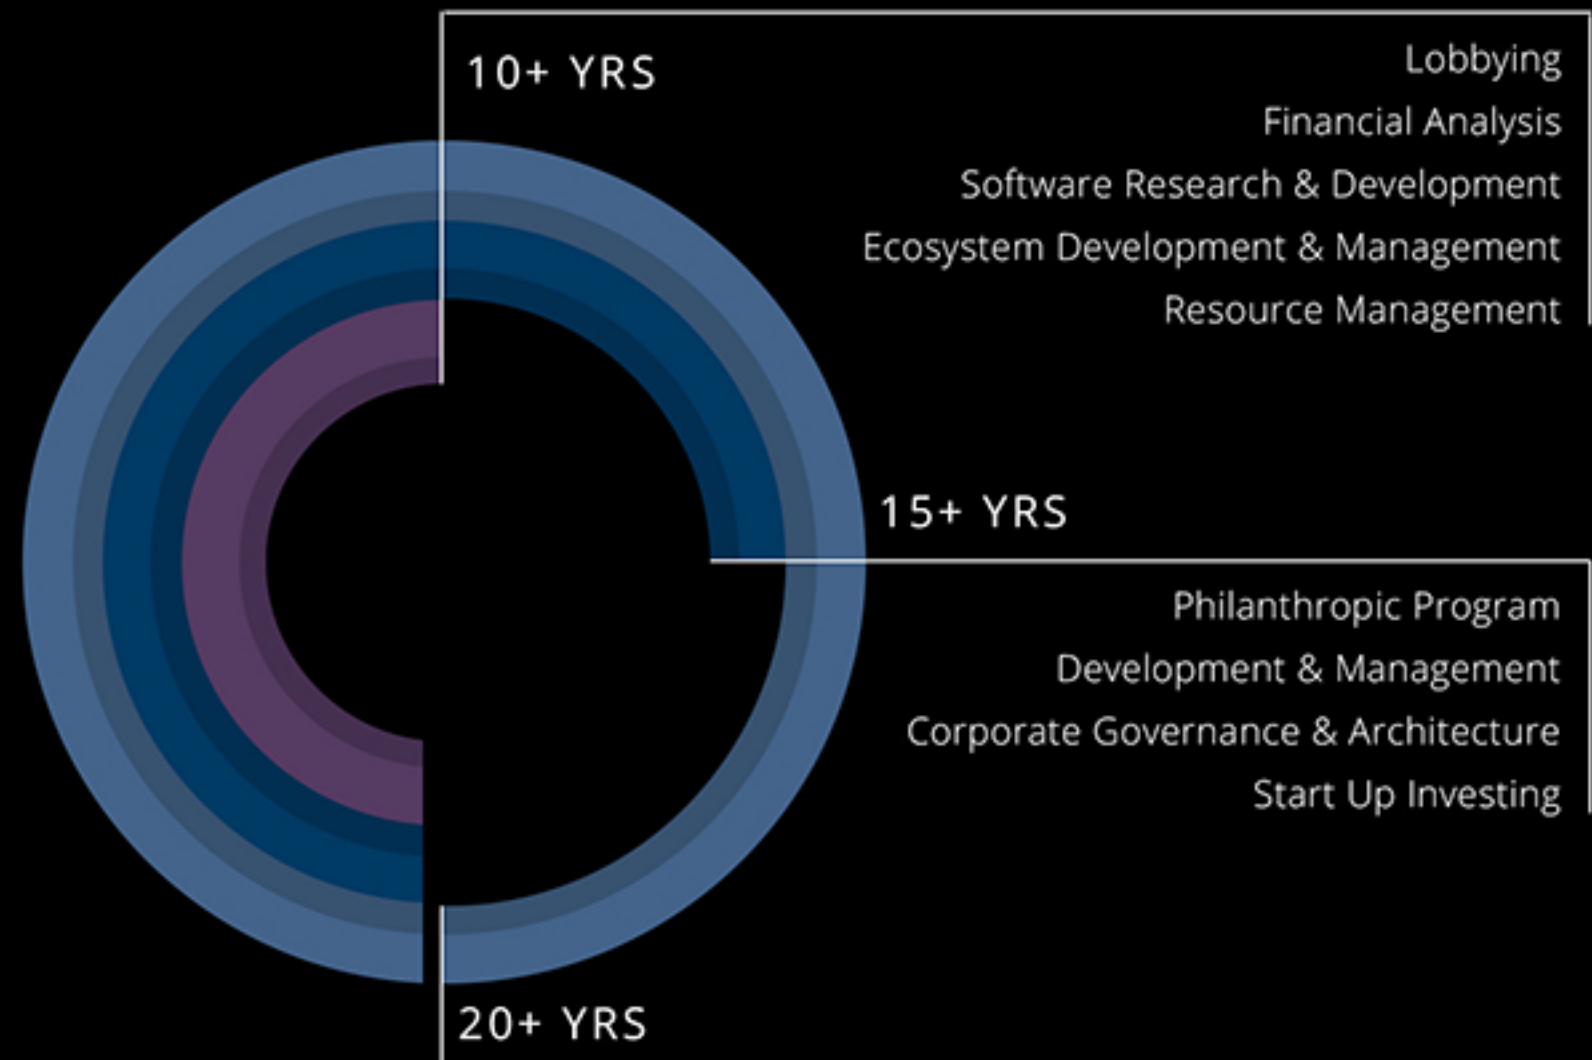 10+ YRS
Lobbying
Financial Analysis
Software Research & Development
Ecosystem Development & Management
Resource Management
15+ YRS
Philanthropic Program
Development & Management
Corporate Governance & Architecture
Start Up Investing
20+ YRS